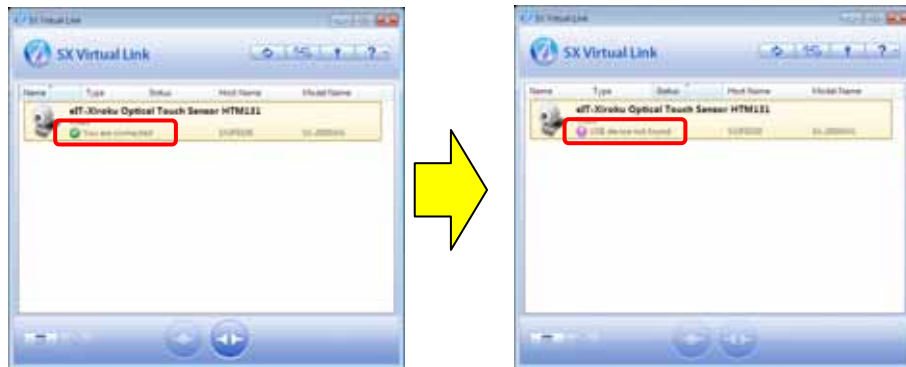 SX Virtual Link
SX Virtual Link
?
Name Type Status Host Name Model Name
eIT-Xiroku Optical Touch Sensor HTM131
You are connected
SX Virtual Link
SX Virtual Link
?
Name Type Status Host Name Model Name
eIT-Xiroku Optical Touch Sensor HTM131
USB device not found